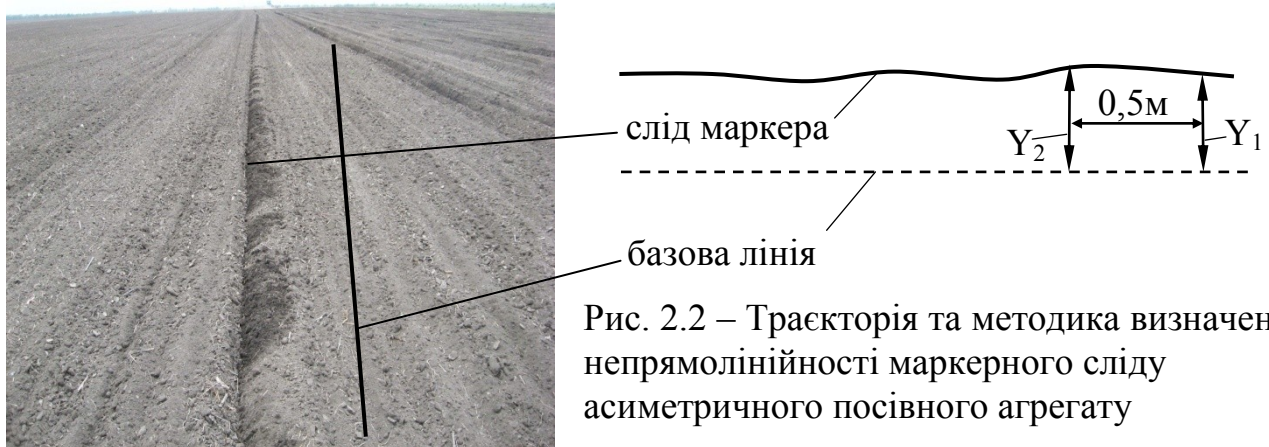 слід маркера
0,5м
Y2
Y1
базова лінія
Рис. 2.2 – Траєкторія та методика визначен
непрямолінійності маркерного сліду
асиметричного посівного агрегату